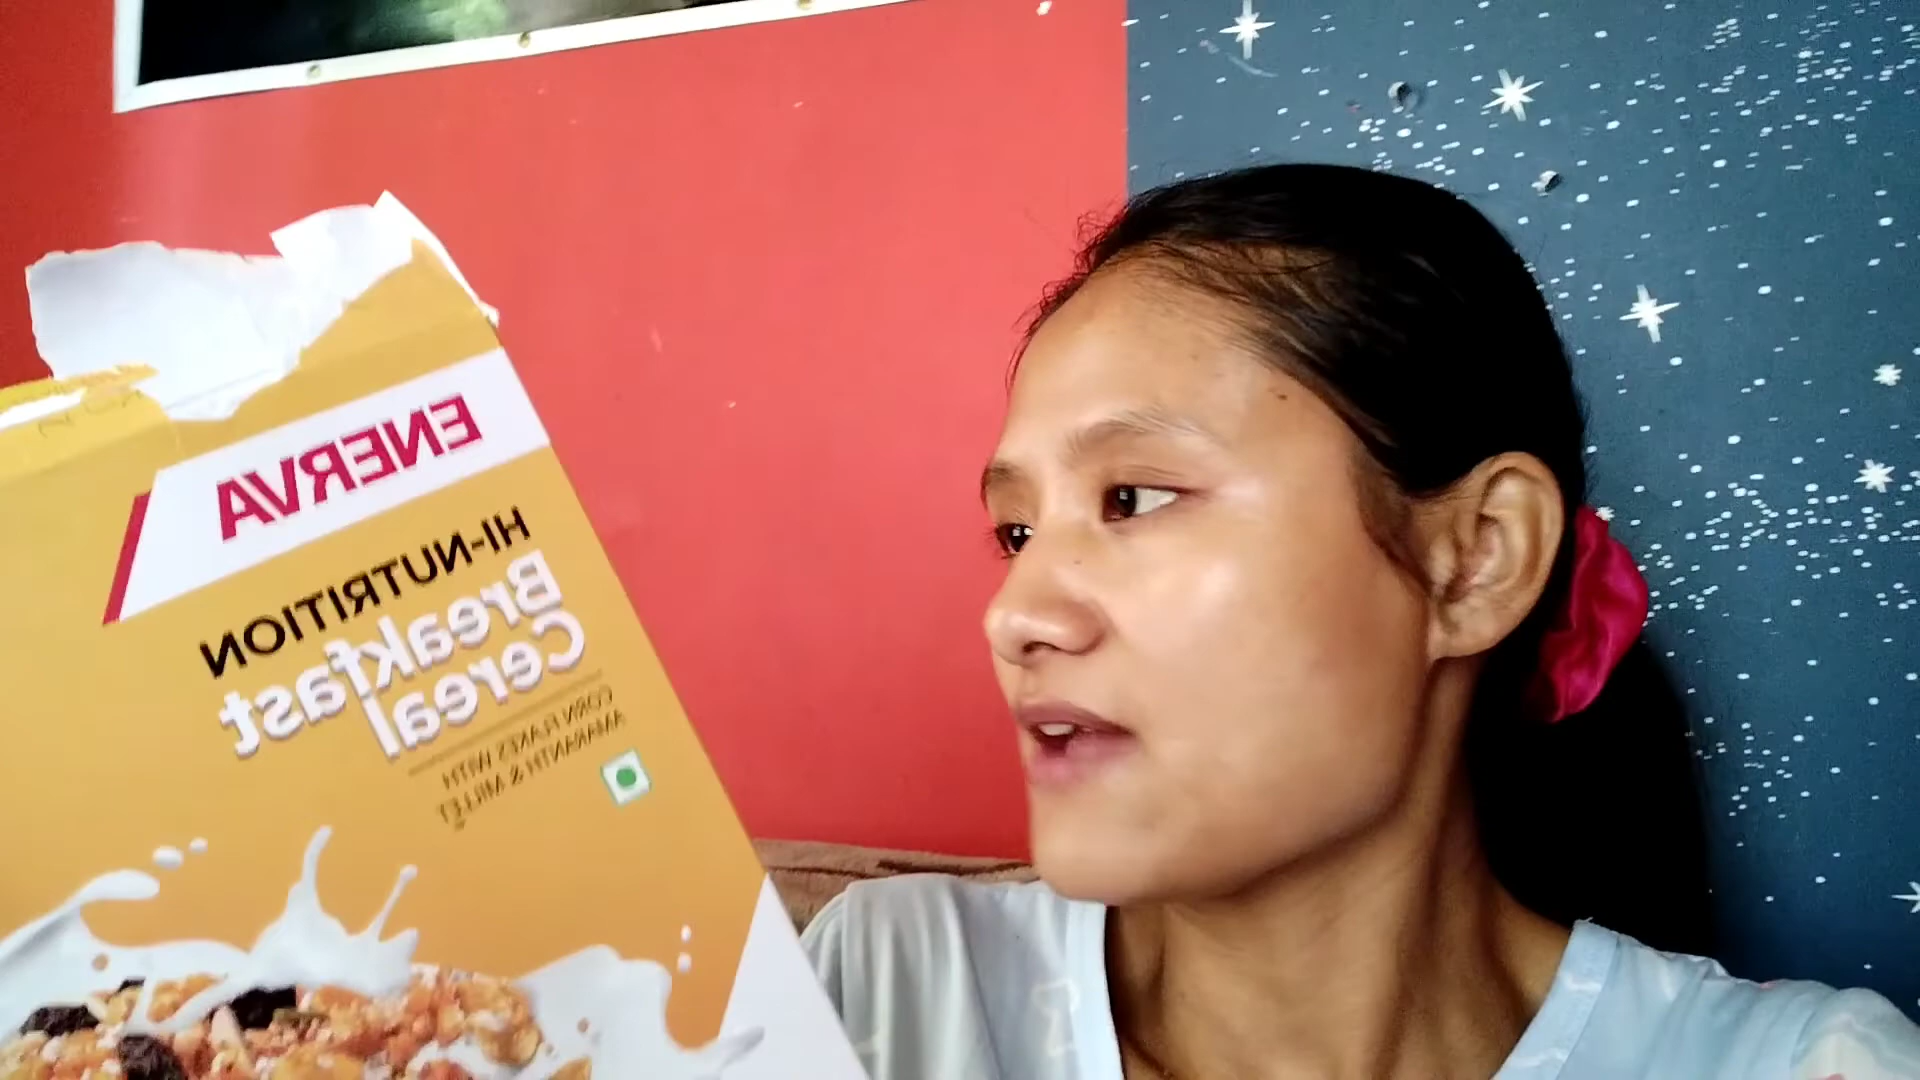 ENERVA
HI-NUTRITION
Breakfast
Cereal
CORN FLAKES WITH
AMARANTH & MILLET